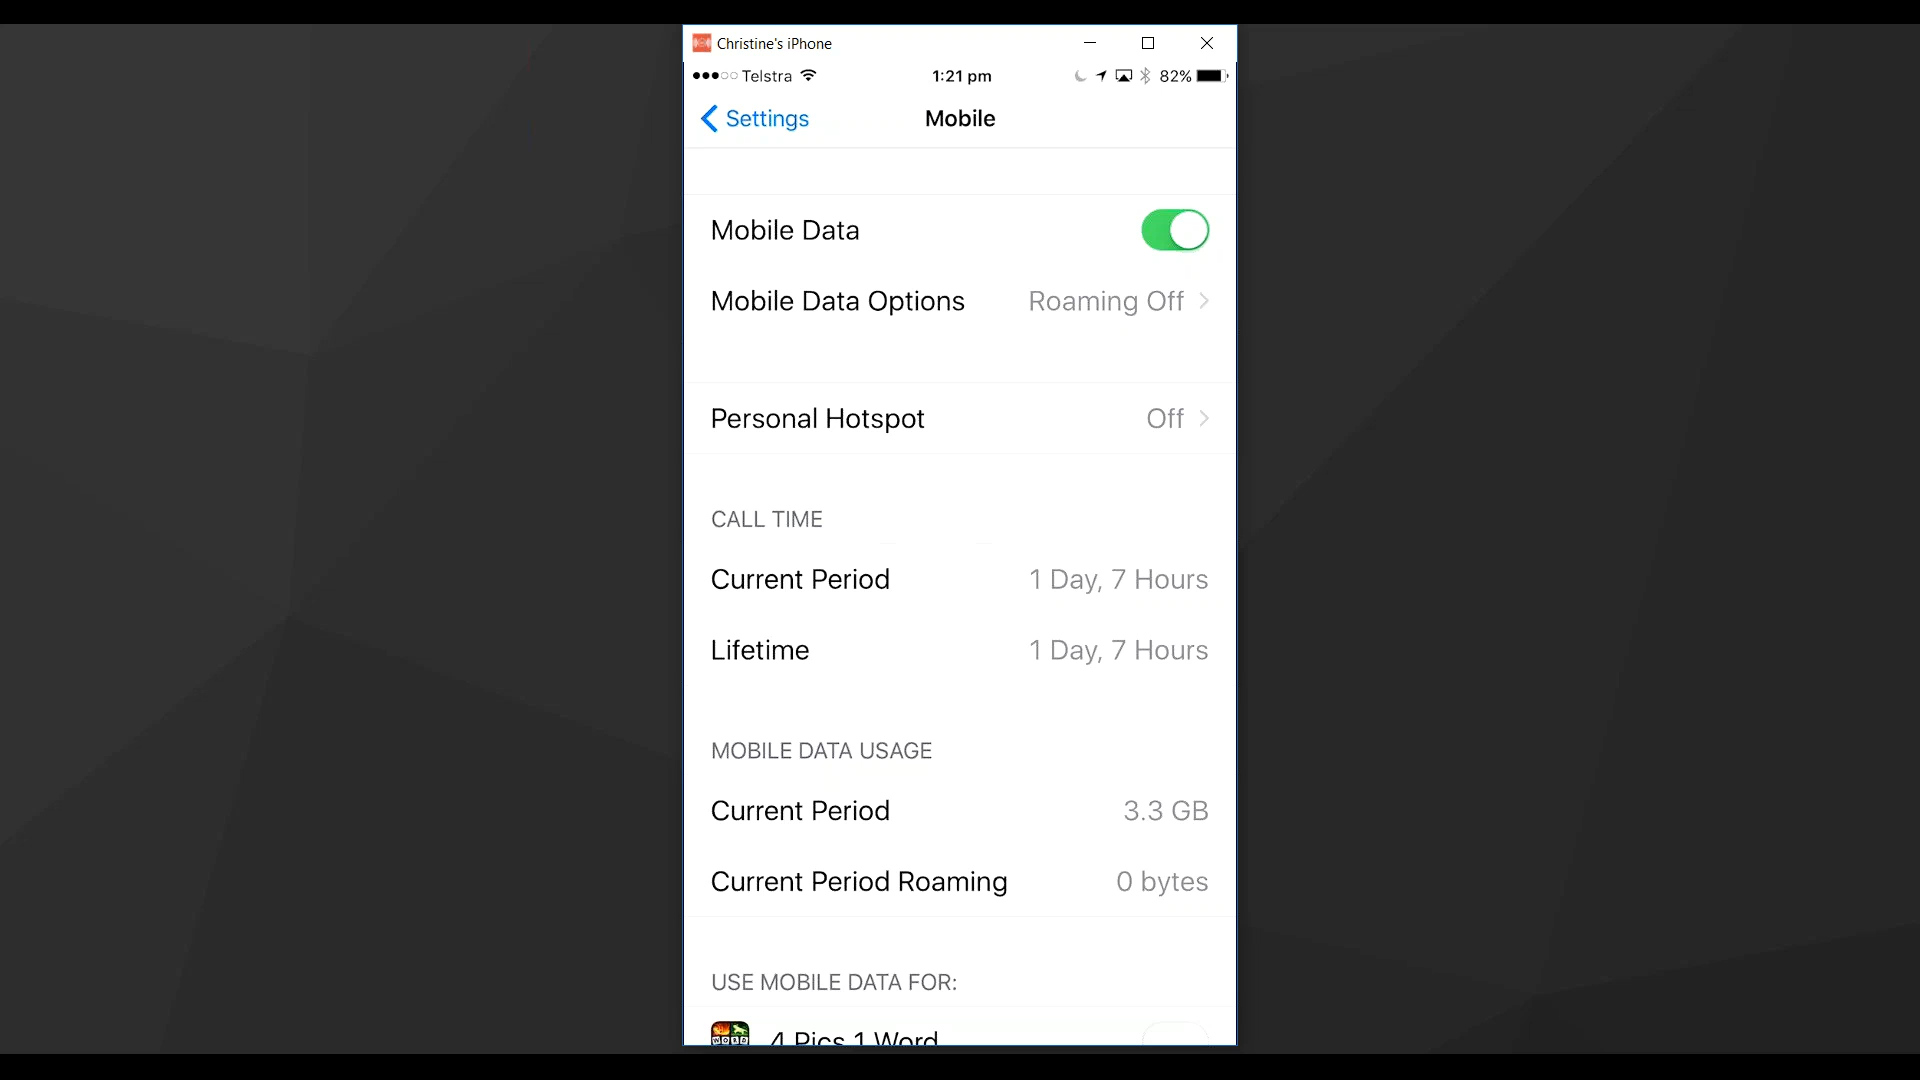 Christine's iPhone
Telstra 1:21 pm 82%
Settings Mobile
Mobile Data
Mobile Data Options Roaming Off
Personal Hotspot Off
CALL TIME
Current Period 1 Day, 7 Hours
Lifetime 1 Day, 7 Hours
MOBILE DATA USAGE
Current Period 3.3 GB
Current Period Roaming 0 bytes
USE MOBILE DATA FOR:
WORD 4 Pics 1 Word